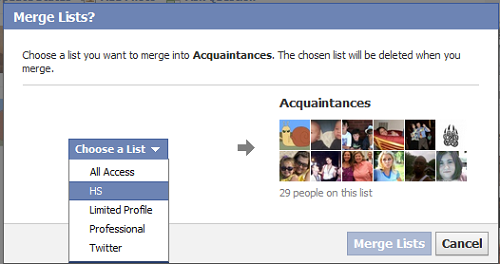 Merge Lists?
Choose a list you want to merge into Acquaintances. The chosen list will be deleted when you
merge.
Acquaintances
Choose a List
All Access
HS
Limited Profile
Professional
Twitter
29 people on this list
Merge Lists Cancel